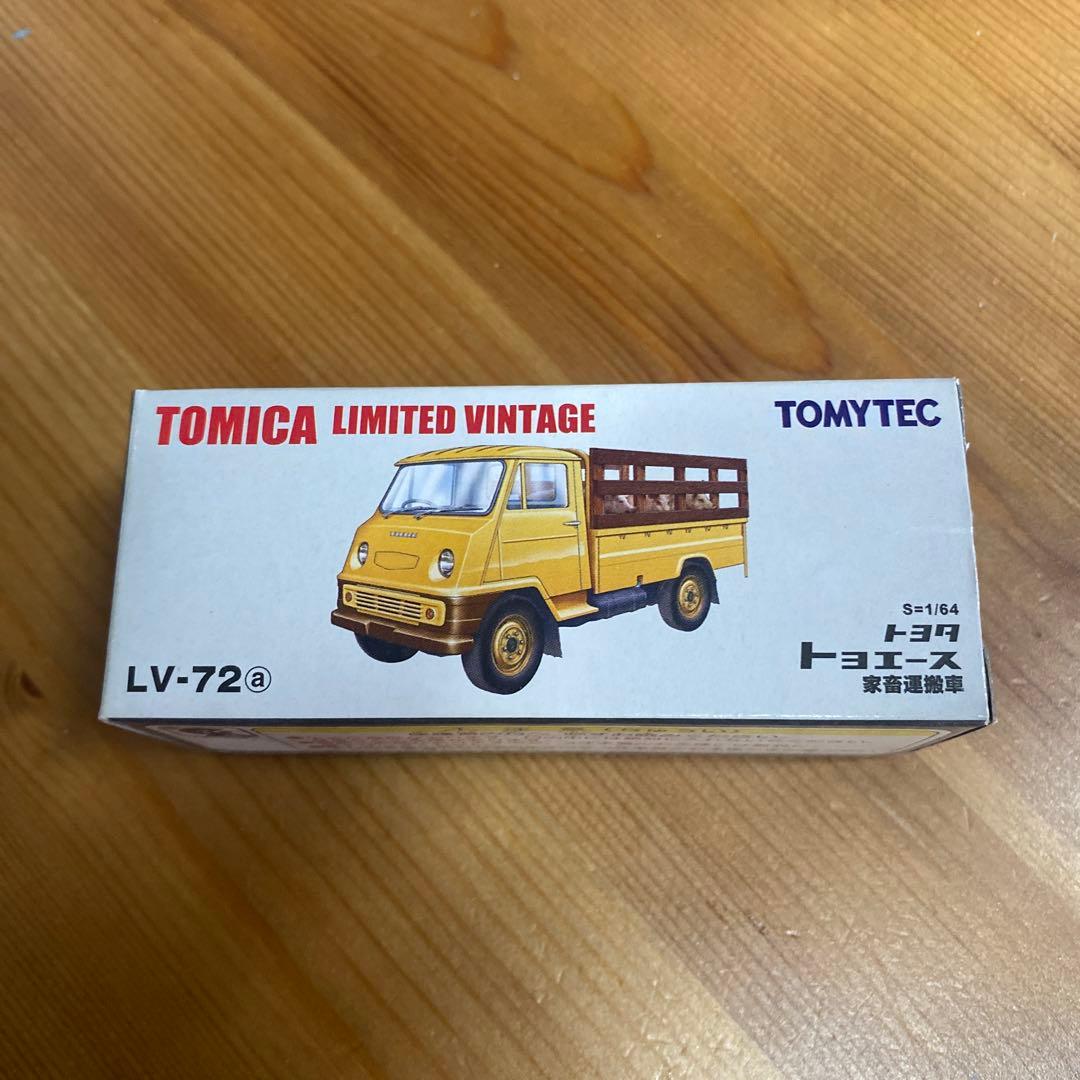 TOMICA LIMITED VINTAGE
TOMYTEC
S=1/64
トヨタ
トヨエース
家畜運搬車
LV-72ⓐ